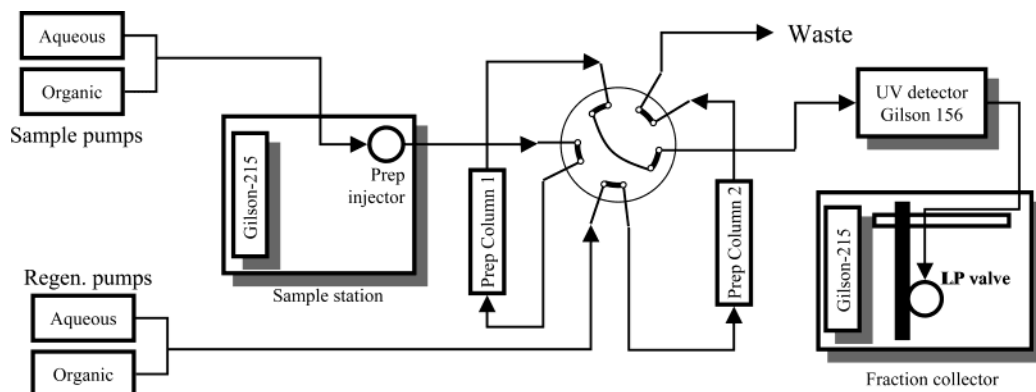 Aqueous
Organic
Sample pumps
Gilson-215
Prep
injector
Sample station
Regen. pumps
Aqueous
Organic
Prep Column 1
Prep Column 2
Waste
UV detector
Gilson 156
Gilson-215
LP valve
Fraction collector